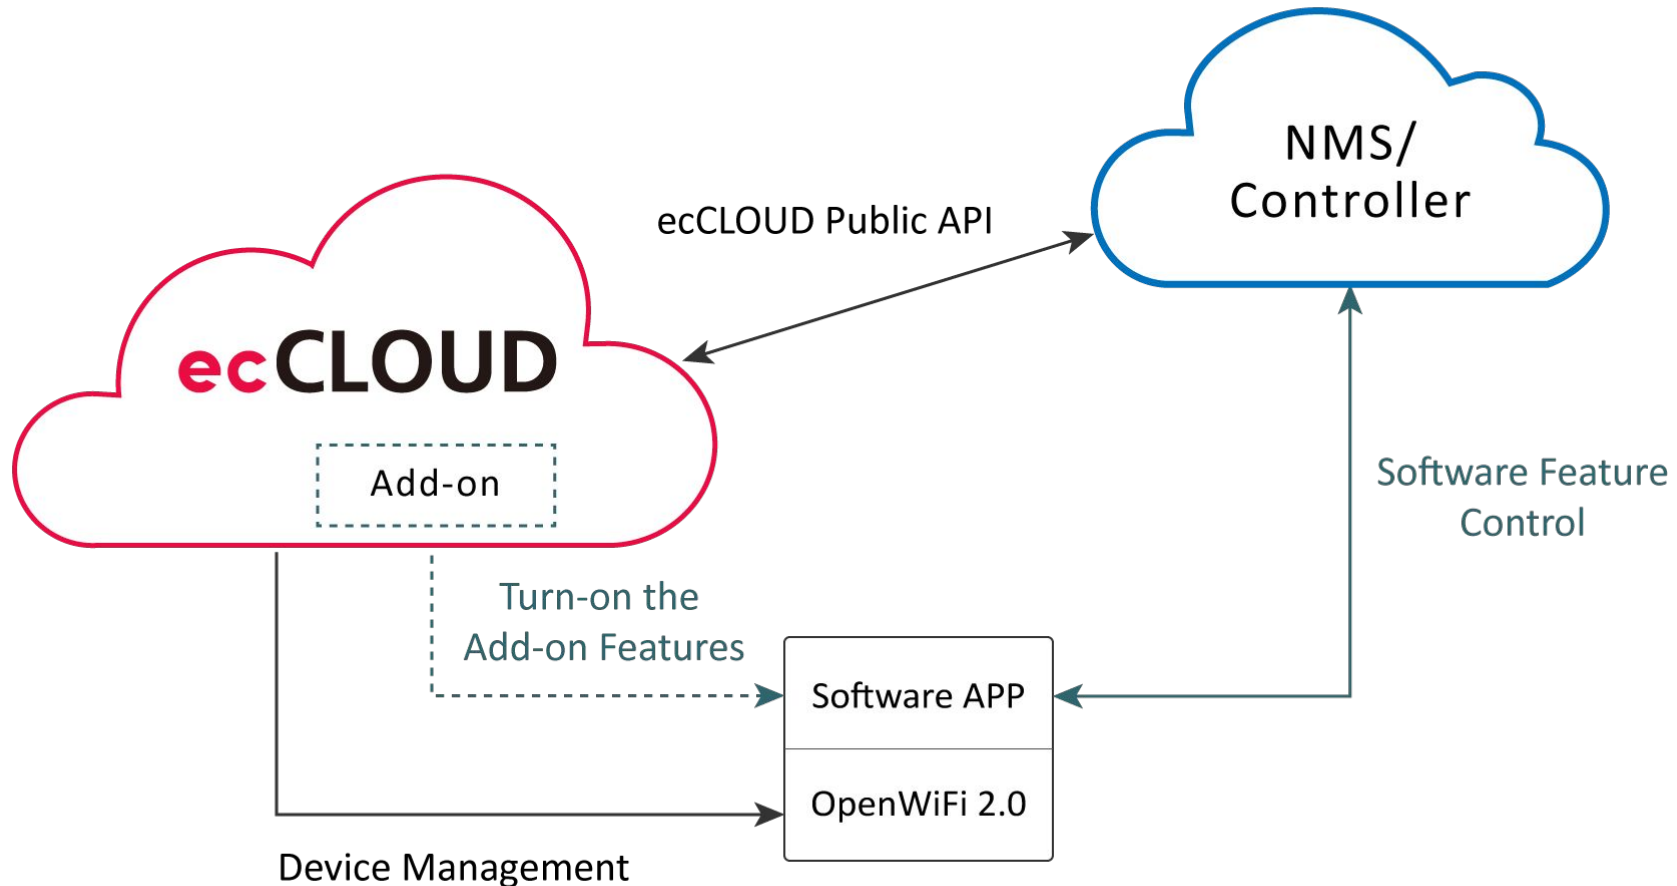 NMS/
Controller
ecCLOUD Public API
ecCLOUD
Add-on
Software Feature
Control
Turn-on the
Add-on Features
Software APP
OpenWiFi 2.0
Device Management